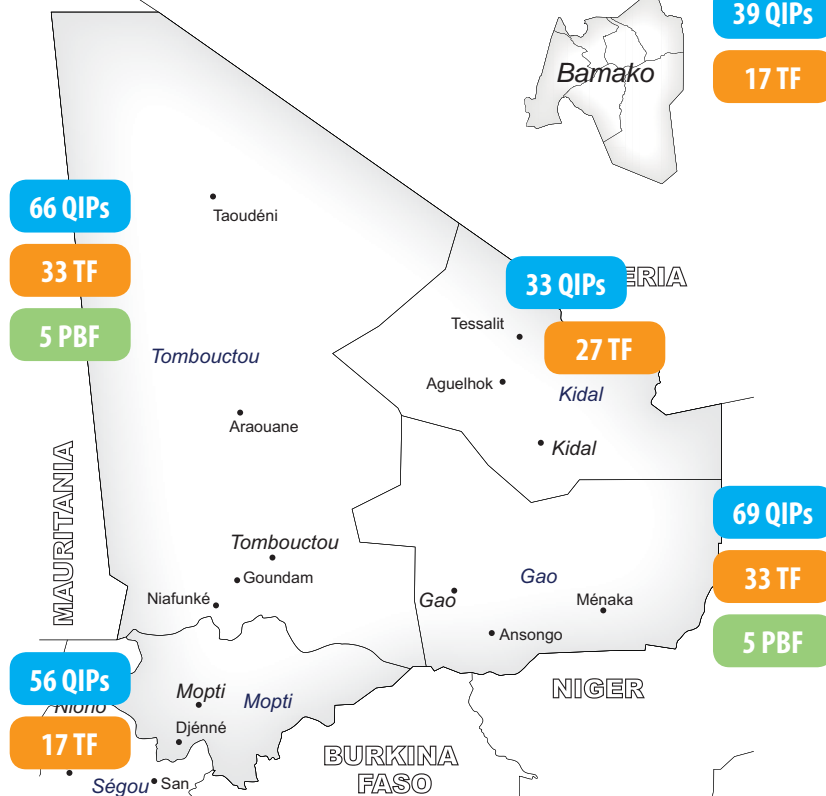 39 QIPs
Bamako
17 TF
66 QIPs
Taoudéni
33 TF
33 QIPs
ERIA
5 PBF
Tessalit
27 TF
Tombouctou
Aguelhok
Kidal
Araouane
Kidal
MAURITANIA
69 QIPs
Tombouctou
33 TF
Goundam
Gao
Niafunké
Gao
Ménaka
Ansongo
5 PBF
56 QIPs
NIGER
Niono
Mopti
Mopti
Djénné
17 TF
BURKINA
FASO
Ségou
San